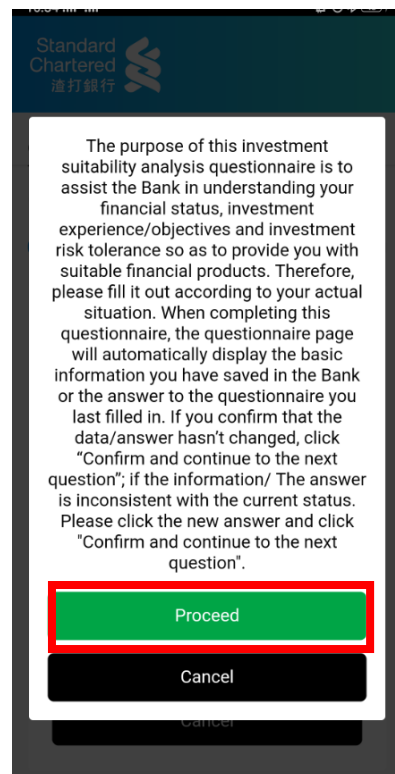 Standard
Chartered
渣打銀行
The purpose of this investment
suitability analysis questionnaire is to
assist the Bank in understanding your
financial status, investment
experience/objectives and investment
risk tolerance so as to provide you with
suitable financial products. Therefore,
please fill it out according to your actual
situation. When completing this
questionnaire, the questionnaire page
will automatically display the basic
information you have saved in the Bank
or the answer to the questionnaire you
last filled in. If you confirm that the
data/answer hasn't changed, click
“Confirm and continue to the next
question”; if the information/ The answer
is inconsistent with the current status.
Please click the new answer and click
"Confirm and continue to the next
question".
Proceed
Cancel
Cancel